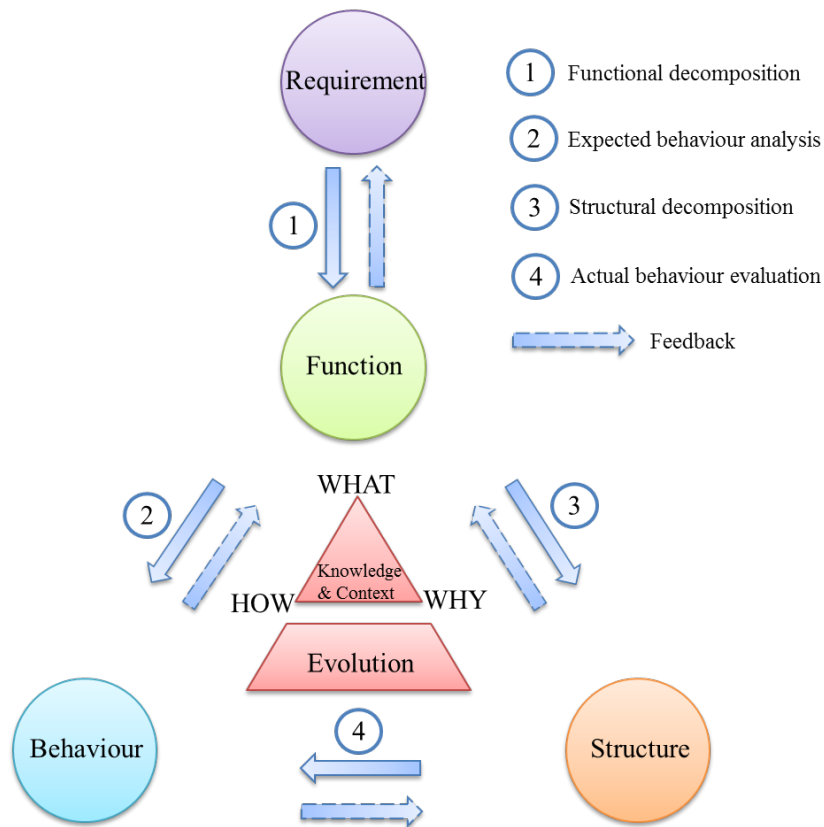 Requirement
1 Functional decomposition
2 Expected behaviour analysis
3 Structural decomposition
4 Actual behaviour evaluation
Feedback
1
Function
2
WHAT
3
Knowledge
& Context
HOW
WHY
Evolution
Behaviour
4
Structure